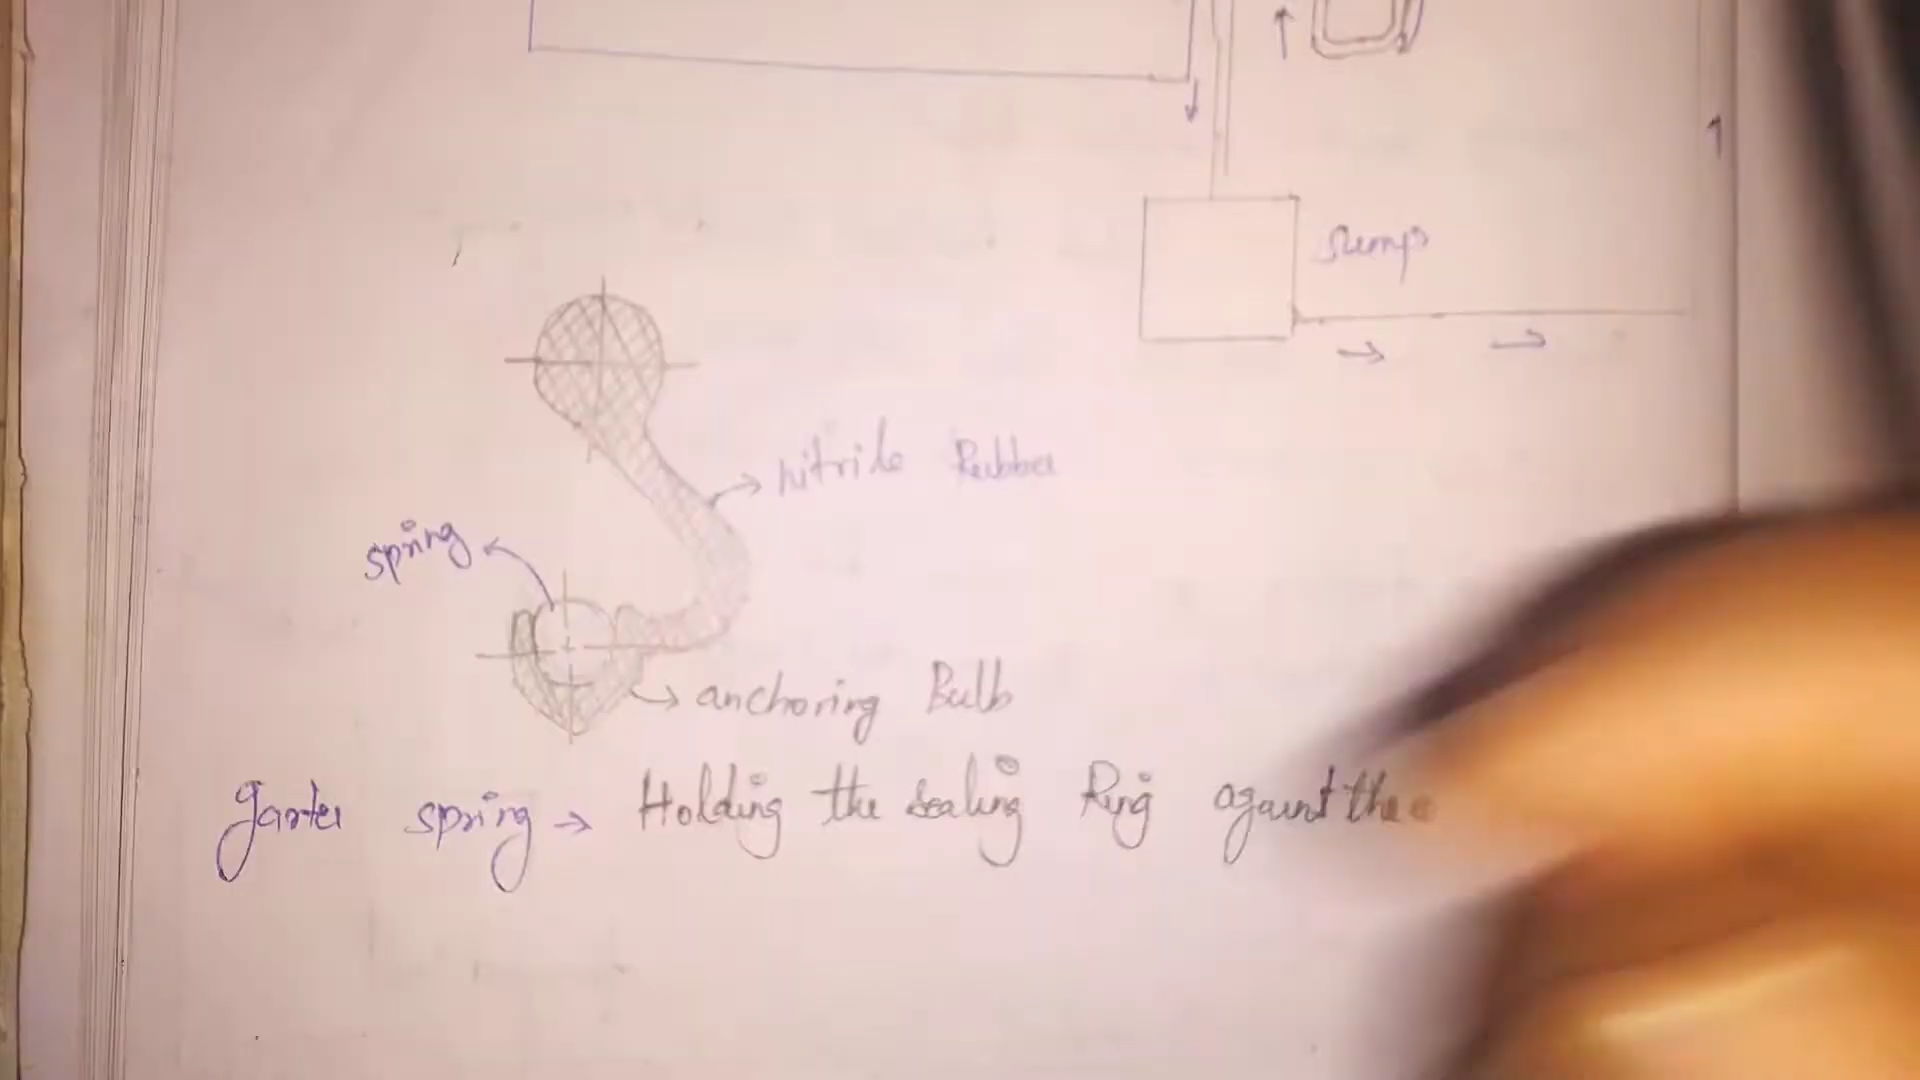 Sump
nitrile Rubber
spring
anchoring Bulb
garter spring → Holding the sealing Ring against the